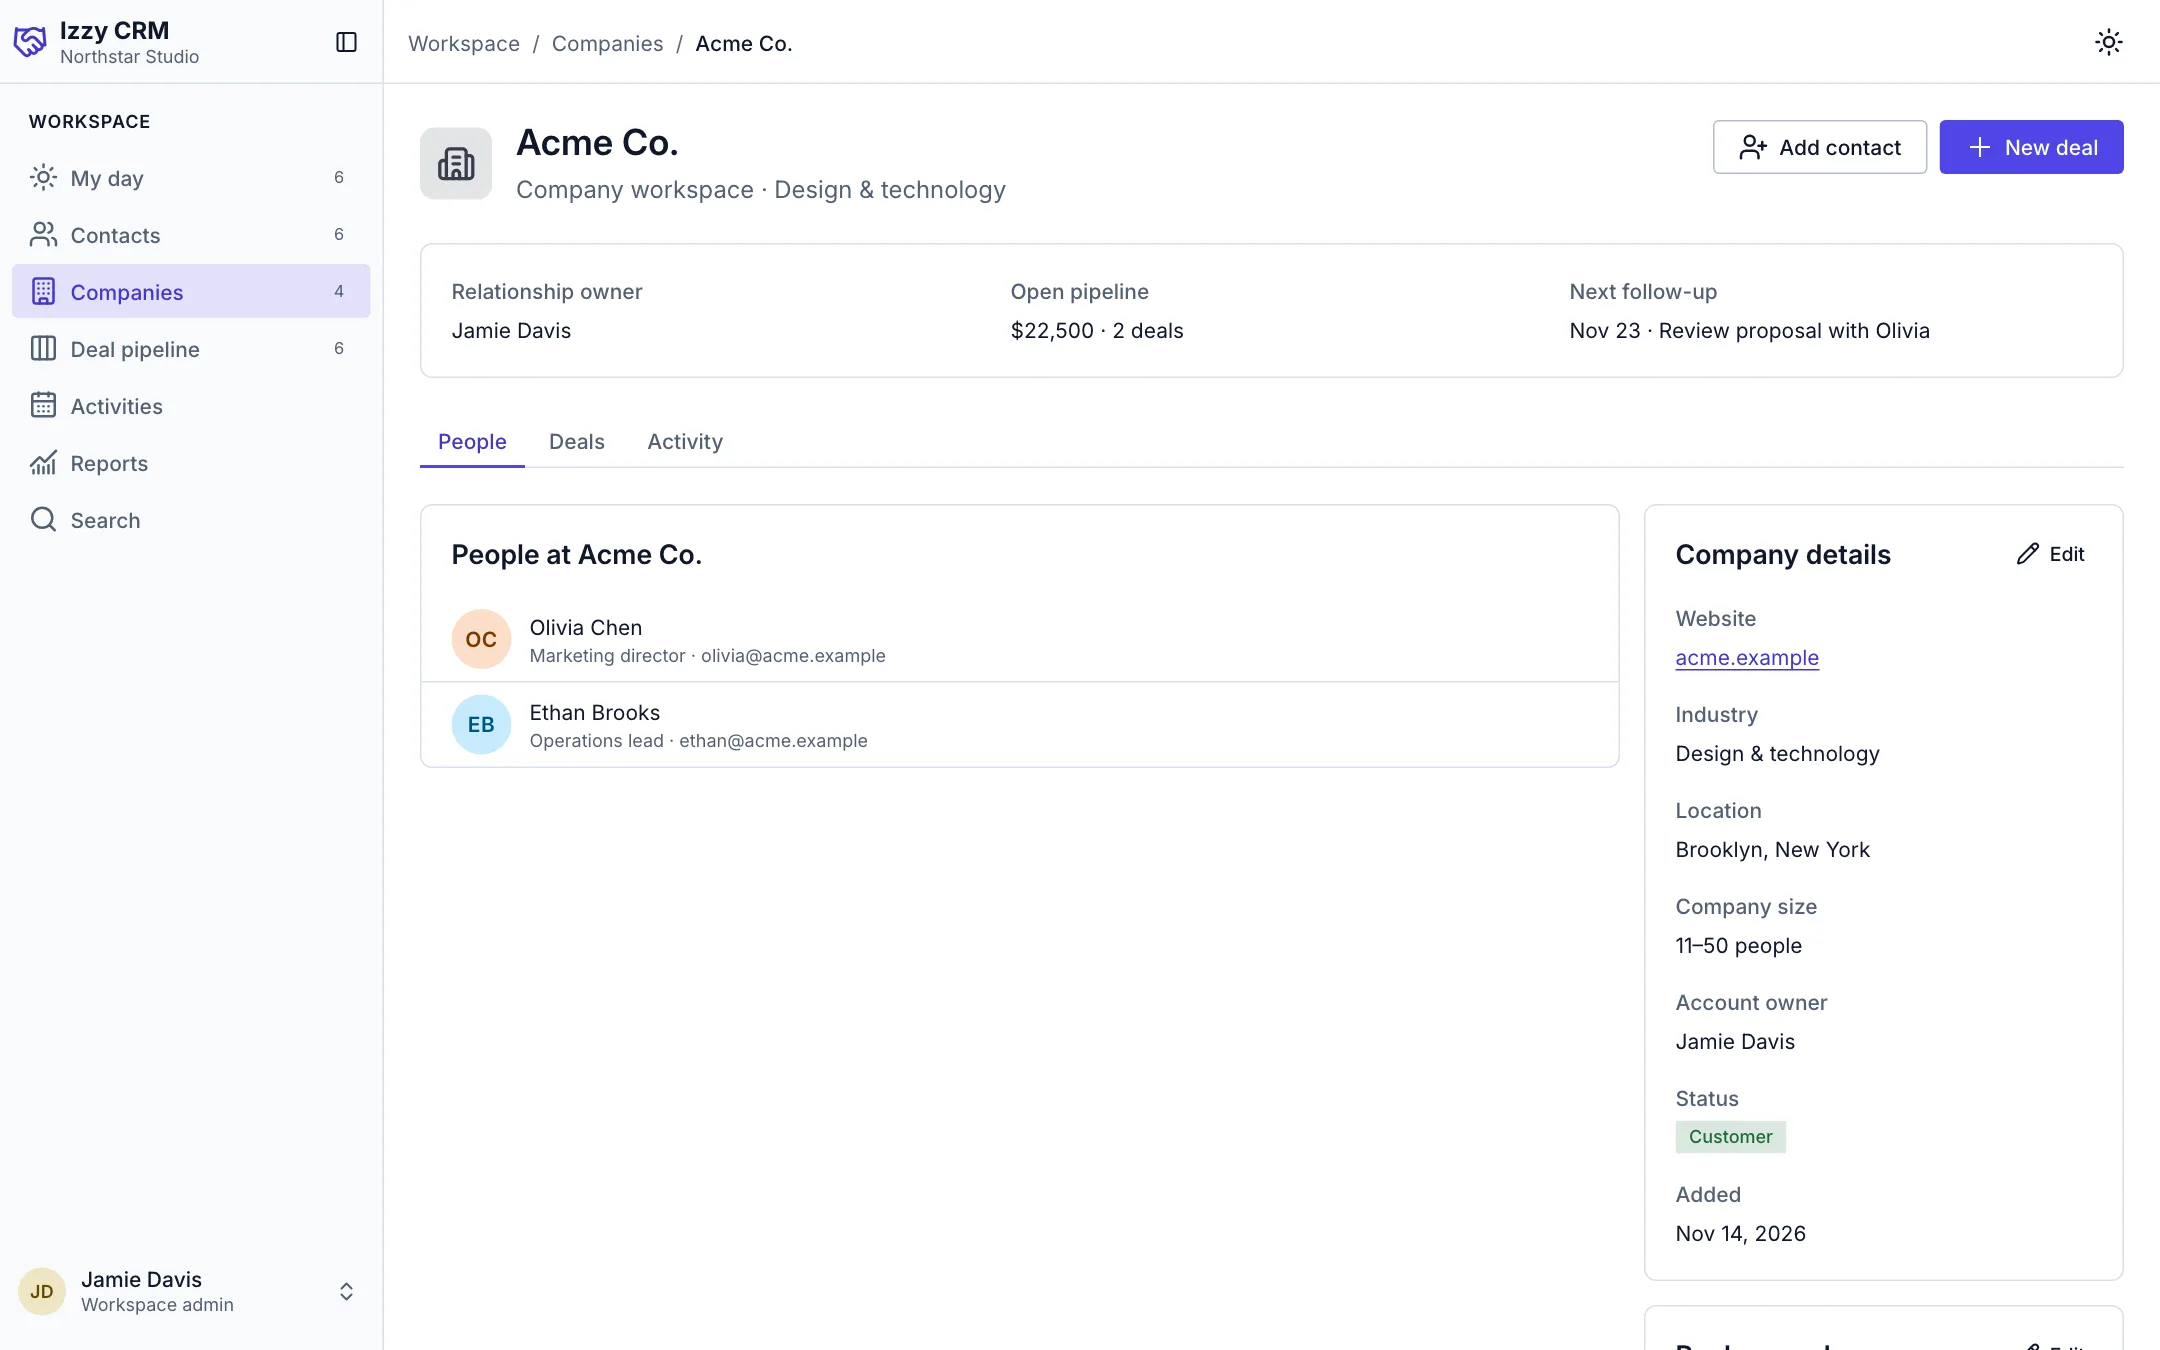 Izzy CRM
Northstar Studio
WORKSPACE
My day 6
Contacts 6
Companies 4
Deal pipeline 6
Activities
Reports
Search
JD
Jamie Davis
Workspace admin
Workspace / Companies / Acme Co.
Acme Co.
Company workspace · Design & technology
Add contact
New deal
Relationship owner
Jamie Davis
Open pipeline
$22,500 · 2 deals
Next follow-up
Nov 23 · Review proposal with Olivia
People
Deals
Activity
People at Acme Co.
OC
Olivia Chen
Marketing director · olivia@acme.example
EB
Ethan Brooks
Operations lead · ethan@acme.example
Company details
Edit
Website
acme.example
Industry
Design & technology
Location
Brooklyn, New York
Company size
11–50 people
Account owner
Jamie Davis
Status
Customer
Added
Nov 14, 2026